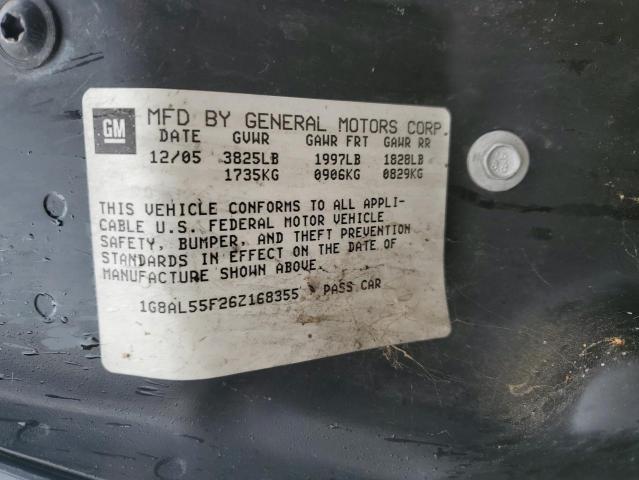 GM
MFD BY GENERAL MOTORS CORP.
DATE GVWR GAWR FRT GAWR RR
12/05 3825LB 1997LB 1828LB
1735KG 0906KG 0829KG
THIS VEHICLE CONFORMS TO ALL APPLI-
CABLE U.S. FEDERAL MOTOR VEHICLE
SAFETY, BUMPER, AND THEFT PREVENTION
STANDARDS IN EFFECT ON THE DATE OF
MANUFACTURE SHOWN ABOVE.
1G8AL55F26Z168355 PASS CAR